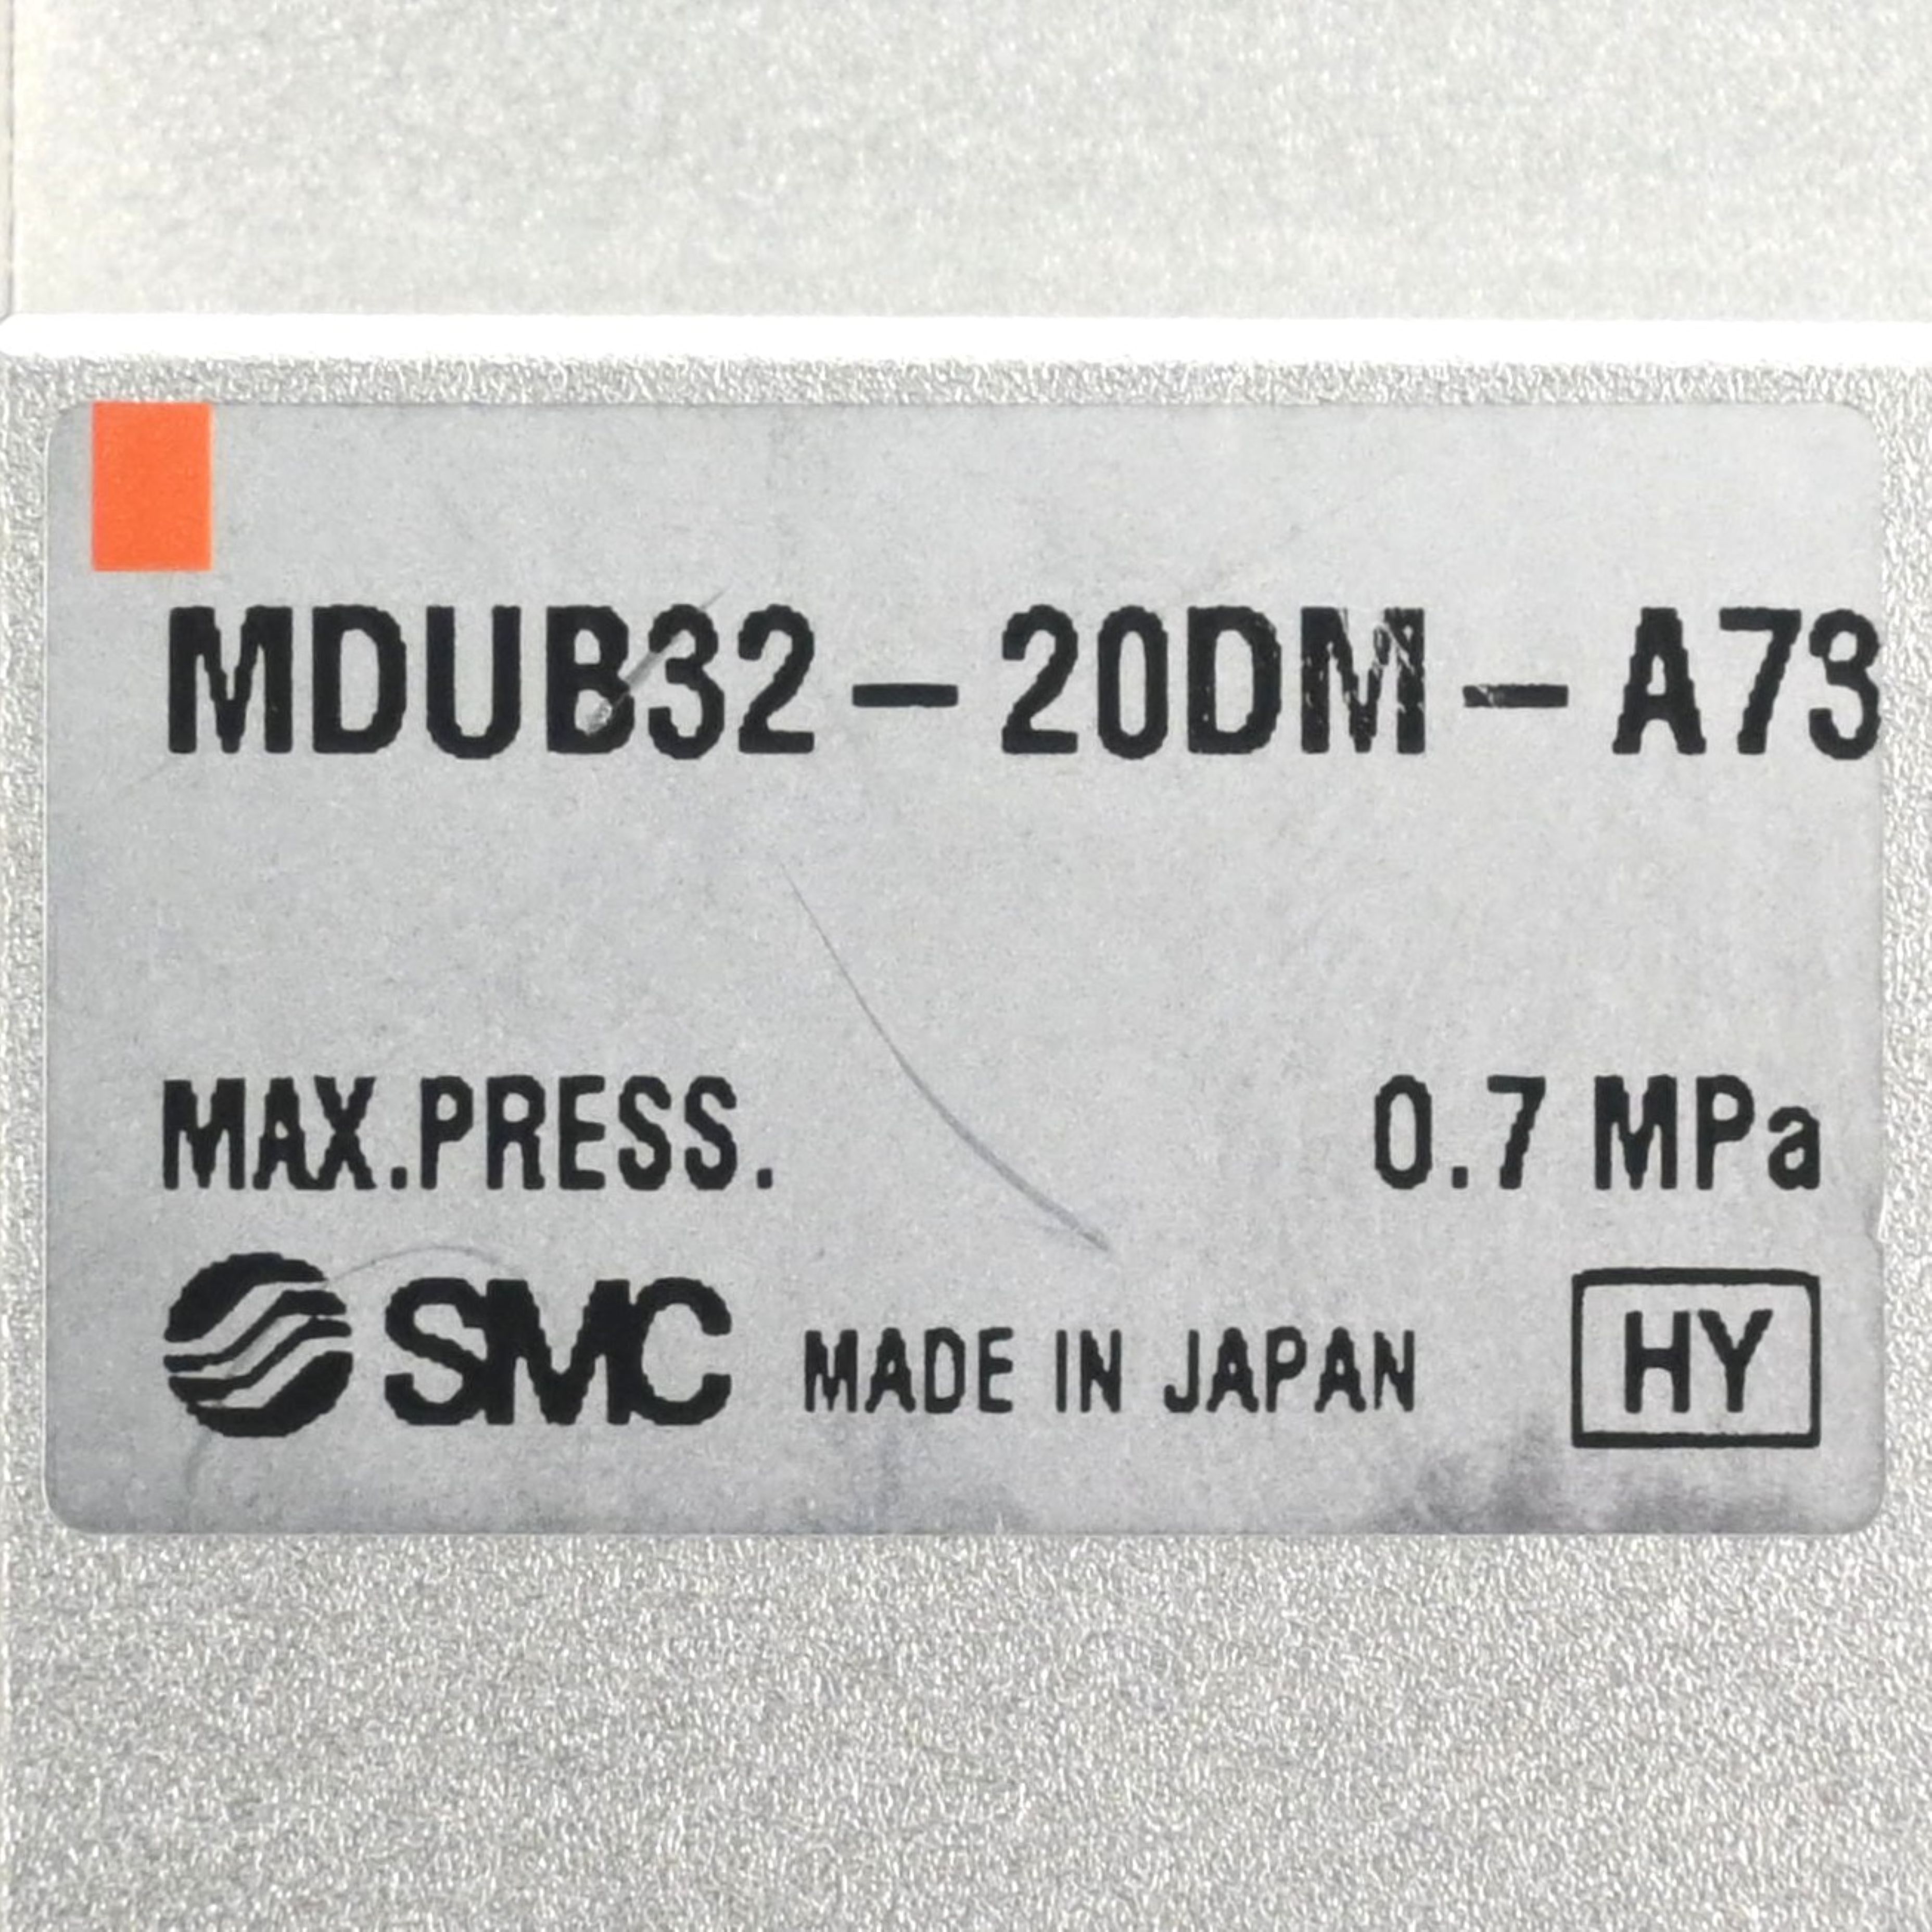 MDUB32-20DM-A73
MAX.PRESS. 0.7 MPa
SMC MADE IN JAPAN HY